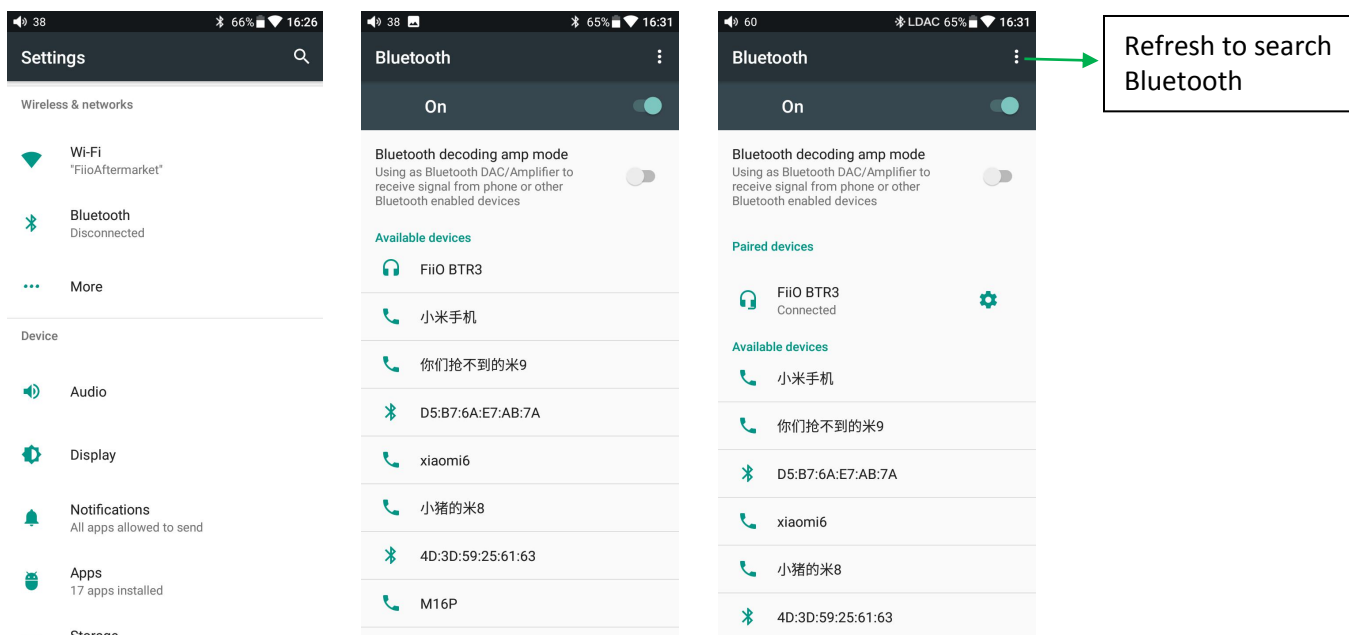 38
66%
16:26
Settings
Wireless & networks
Wi-Fi
"FiioAftermarket"
Bluetooth
Disconnected
More
Device
Audio
Display
Notifications
All apps allowed to send
Apps
17 apps installed
Storage
38
65%
16:31
Bluetooth
On
Bluetooth decoding amp mode
Using as Bluetooth DAC/Amplifier to
receive signal from phone or other
Bluetooth enabled devices
Available devices
FiiO BTR3
小米手机
你们抢不到的米9
D5:B7:6A:E7:AB:7A
xiaomi6
小猪的米8
4D:3D:59:25:61:63
M16P
60
LDAC 65%
16:31
Bluetooth
On
Bluetooth decoding amp mode
Using as Bluetooth DAC/Amplifier to
receive signal from phone or other
Bluetooth enabled devices
Paired devices
FiiO BTR3
Connected
Available devices
小米手机
你们抢不到的米9
D5:B7:6A:E7:AB:7A
xiaomi6
小猪的米8
4D:3D:59:25:61:63
Refresh to search
Bluetooth